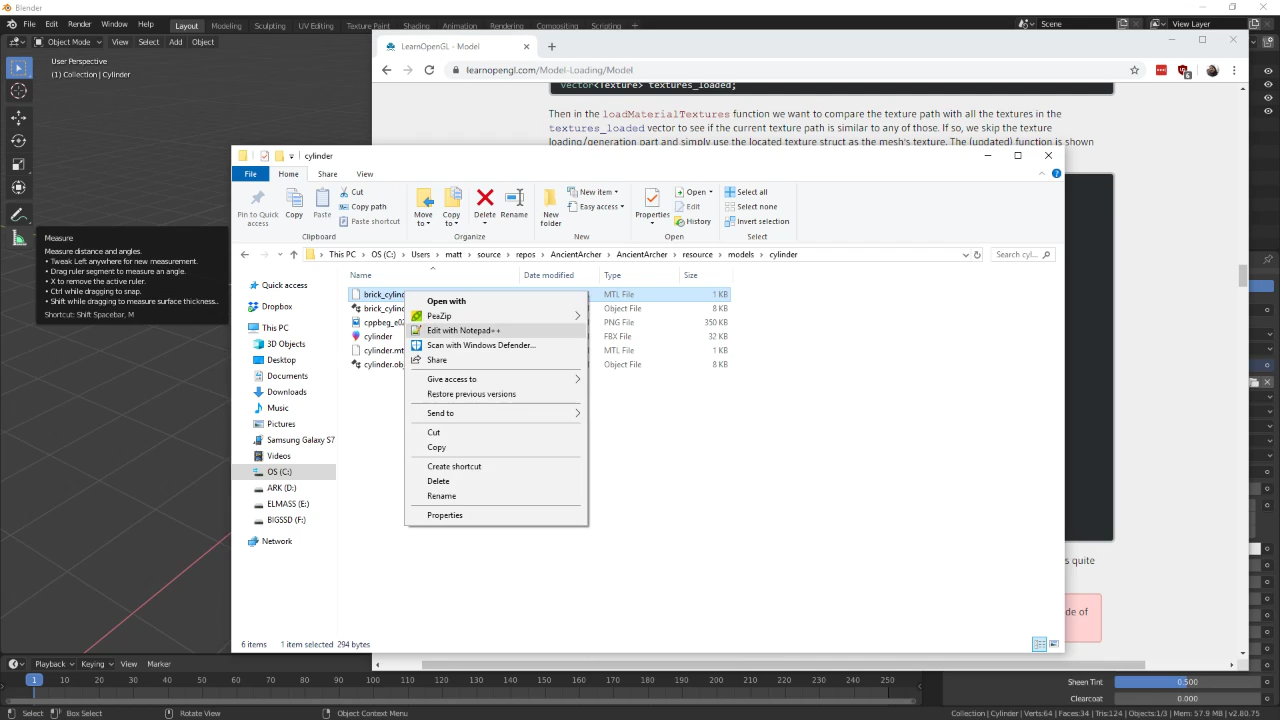 Blender
File Edit Render Window Help Layout Modeling Sculpting UV Editing Texture Paint Shading Animation Rendering Compositing Scripting Scene View Layer
Object Mode View Select Add Object
User Perspective
(1) Collection | Cylinder
LearnOpenGL - Model
learnopengl.com/Model-Loading/Model
vector<Texture> textures_loaded;
Then in the loadMaterialTextures function we want to compare the texture path with all the textures in the
textures_loaded vector to see if the current texture path is similar to any of those. If so, we skip the texture
loading/generation part and simply use the located texture struct as the mesh's texture. The (updated) function is shown
cylinder
File Home Share View
Pin to Quick access
Copy
Paste
Cut
Copy path
Paste shortcut
Clipboard
Move to
Copy to
Delete
Rename
Organize
New folder
New item
Easy access
New
Properties
Open
Edit
History
Open
Select all
Select none
Invert selection
Select
This PC OS (C:) Users matt source repos AncientArcher AncientArcher resource models cylinder
Search cyl...
Name Date modified Type Size
Quick access
Dropbox
This PC
3D Objects
Desktop
Documents
Downloads
Music
Pictures
Samsung Galaxy S7
Videos
OS (C:)
ARK (D:)
ELMASS (E:)
BIGSSD (F:)
Network
brick_cylin MTL File 1 KB
brick_cylin Object File 8 KB
cppbeg_e0 PNG File 350 KB
cylinder FBX File 32 KB
cylinder.mt MTL File 1 KB
cylinder.ob Object File 8 KB
Open with
PeaZip
Edit with Notepad++
Scan with Windows Defender...
Share
Give access to
Restore previous versions
Send to
Cut
Copy
Create shortcut
Delete
Rename
Properties
6 items 1 item selected 294 bytes
Measure
Measure distance and angles.
• Tweak Left anywhere for new measurement.
• Drag ruler segment to measure an angle.
• X to remove the active ruler.
• Ctrl while dragging to snap.
• Shift while dragging to measure surface thickness..
Shortcut: Shift Spacebar, M
s quite
de of
Playback Keying View Marker
1 10 20 30 40 50 60 70 80 90 100 110 120 130 140 150 160 170 180 190 200 210 220 230 240 250
Sheen Tint 0.500
Clearcoat 0.000
Select Box Select Rotate View Object Context Menu
Collection | Cylinder | Verts:64 | Faces:34 | Tris:124 | Objects:1/3 | Mem: 57.9 MB | v2.80.75